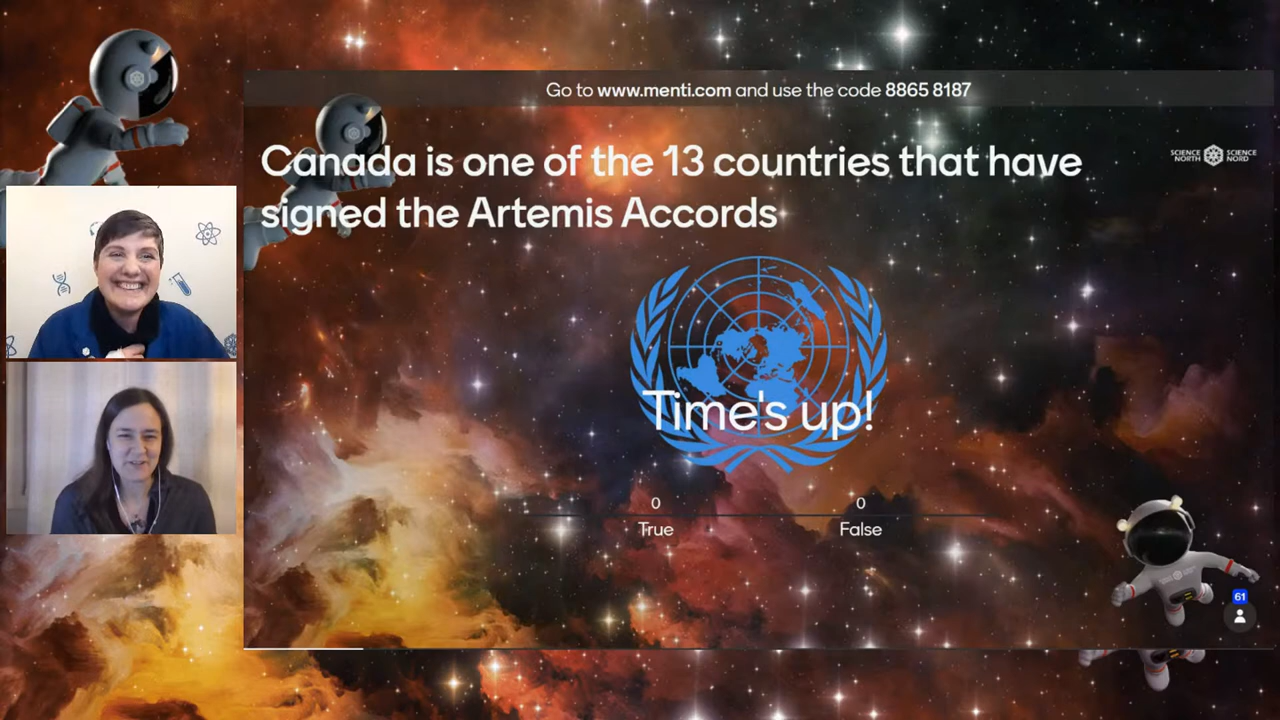 Go to www.menti.com and use the code 8865 8187
Canada is one of the 13 countries that have
signed the Artemis Accords
SCIENCE NORTH SCIENCE NORD
Time's up!
0 0
True False
61